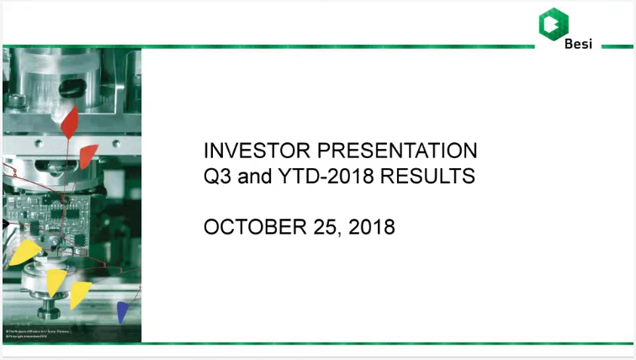 Besi
INVESTOR PRESENTATION
Q3 and YTD-2018 RESULTS
OCTOBER 25, 2018